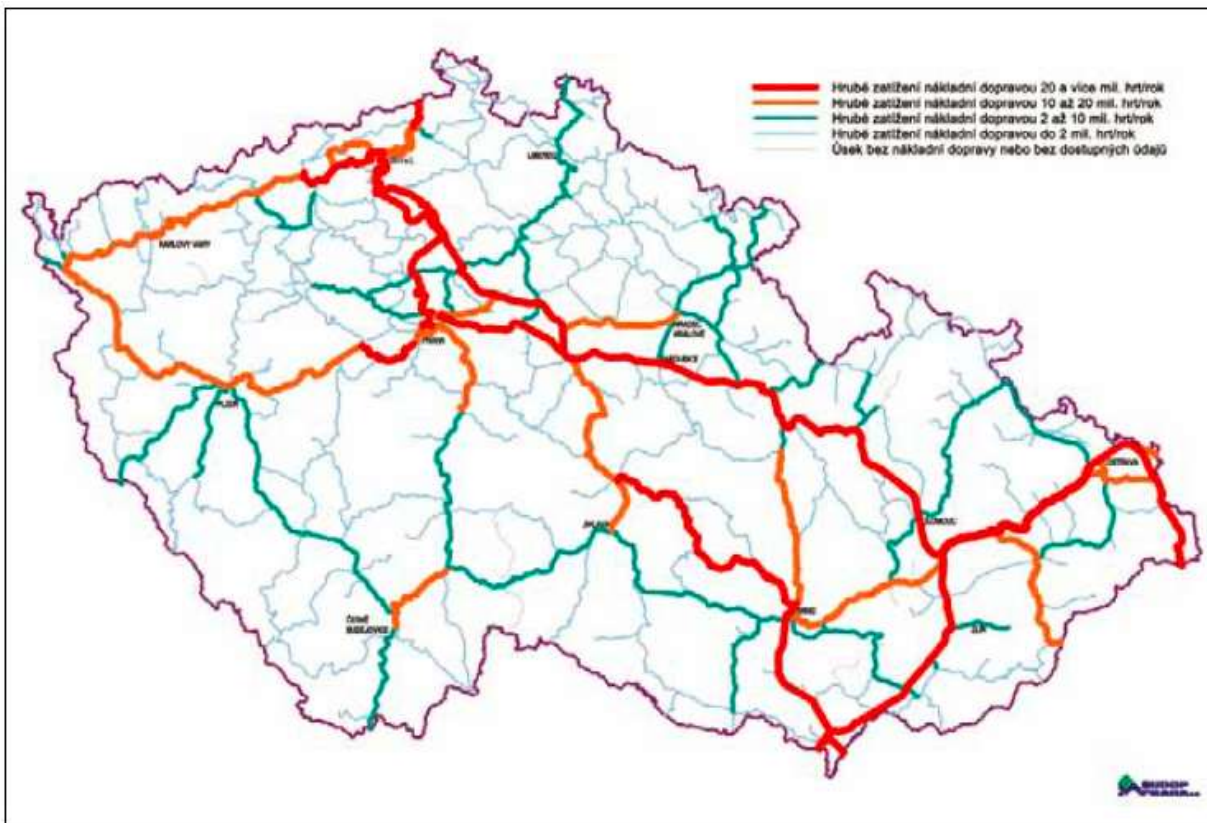 Hrubé zatížení nákladní dopravou 20 a více mil. hrt/rok
Hrubé zatížení nákladní dopravou 10 až 20 mil. hrt/rok
Hrubé zatížení nákladní dopravou 2 až 10 mil. hrt/rok
Hrubé zatížení nákladní dopravou do 2 mil. hrt/rok
Úsek bez nákladní dopravy nebo bez dostupných údajů
LIBEREC
KARLOVY VARY
HRADEC
KRÁLOVÉ
PLZEŇ
OSTRAVA
OLOMOUC
JIHLAVA
BRNO
ZLÍN
ČESKÉ
BUDĚJOVICE
SUDOP
PRAHA a.s.